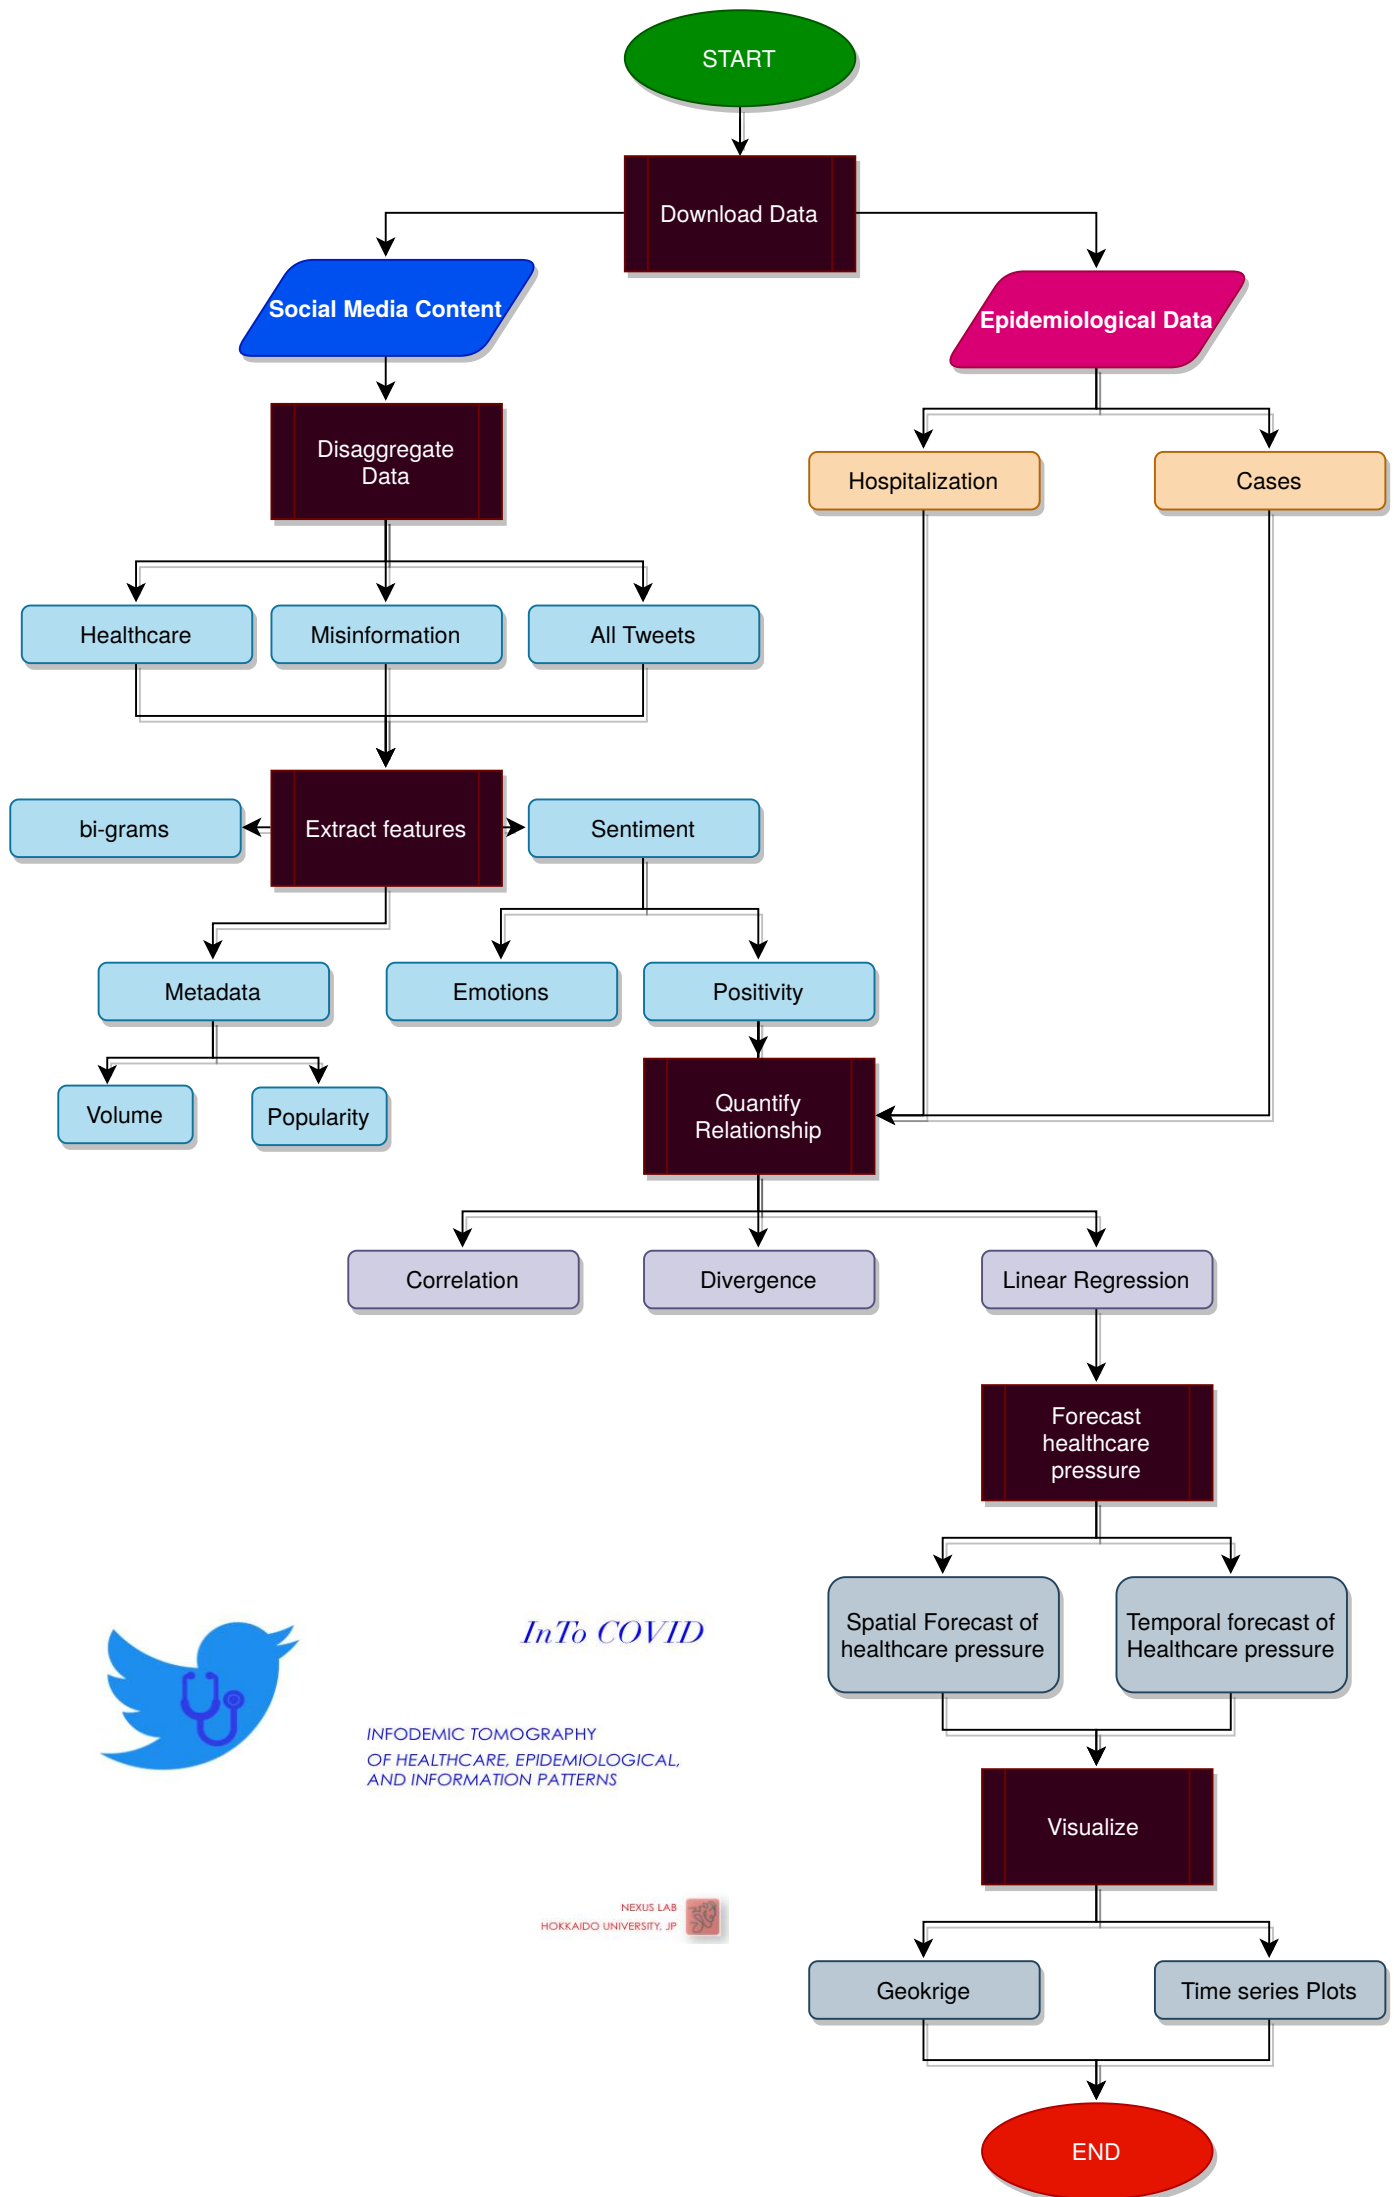 START
Download Data
Social Media Content
Epidemiological Data
Disaggregate
Data
Hospitalization
Cases
Healthcare
Misinformation
All Tweets
bi-grams
Extract features
Sentiment
Metadata
Emotions
Positivity
Volume
Popularity
Quantify
Relationship
Correlation
Divergence
Linear Regression
Forecast
healthcare
pressure
Spatial Forecast of
healthcare pressure
Temporal forecast of
Healthcare pressure
InTo COVID
INFODEMIC TOMOGRAPHY
OF HEALTHCARE, EPIDEMIOLOGICAL,
AND INFORMATION PATTERNS
Visualize
NEXUS LAB
HOKKAIDO UNIVERSITY, JP
Geokrige
Time series Plots
END